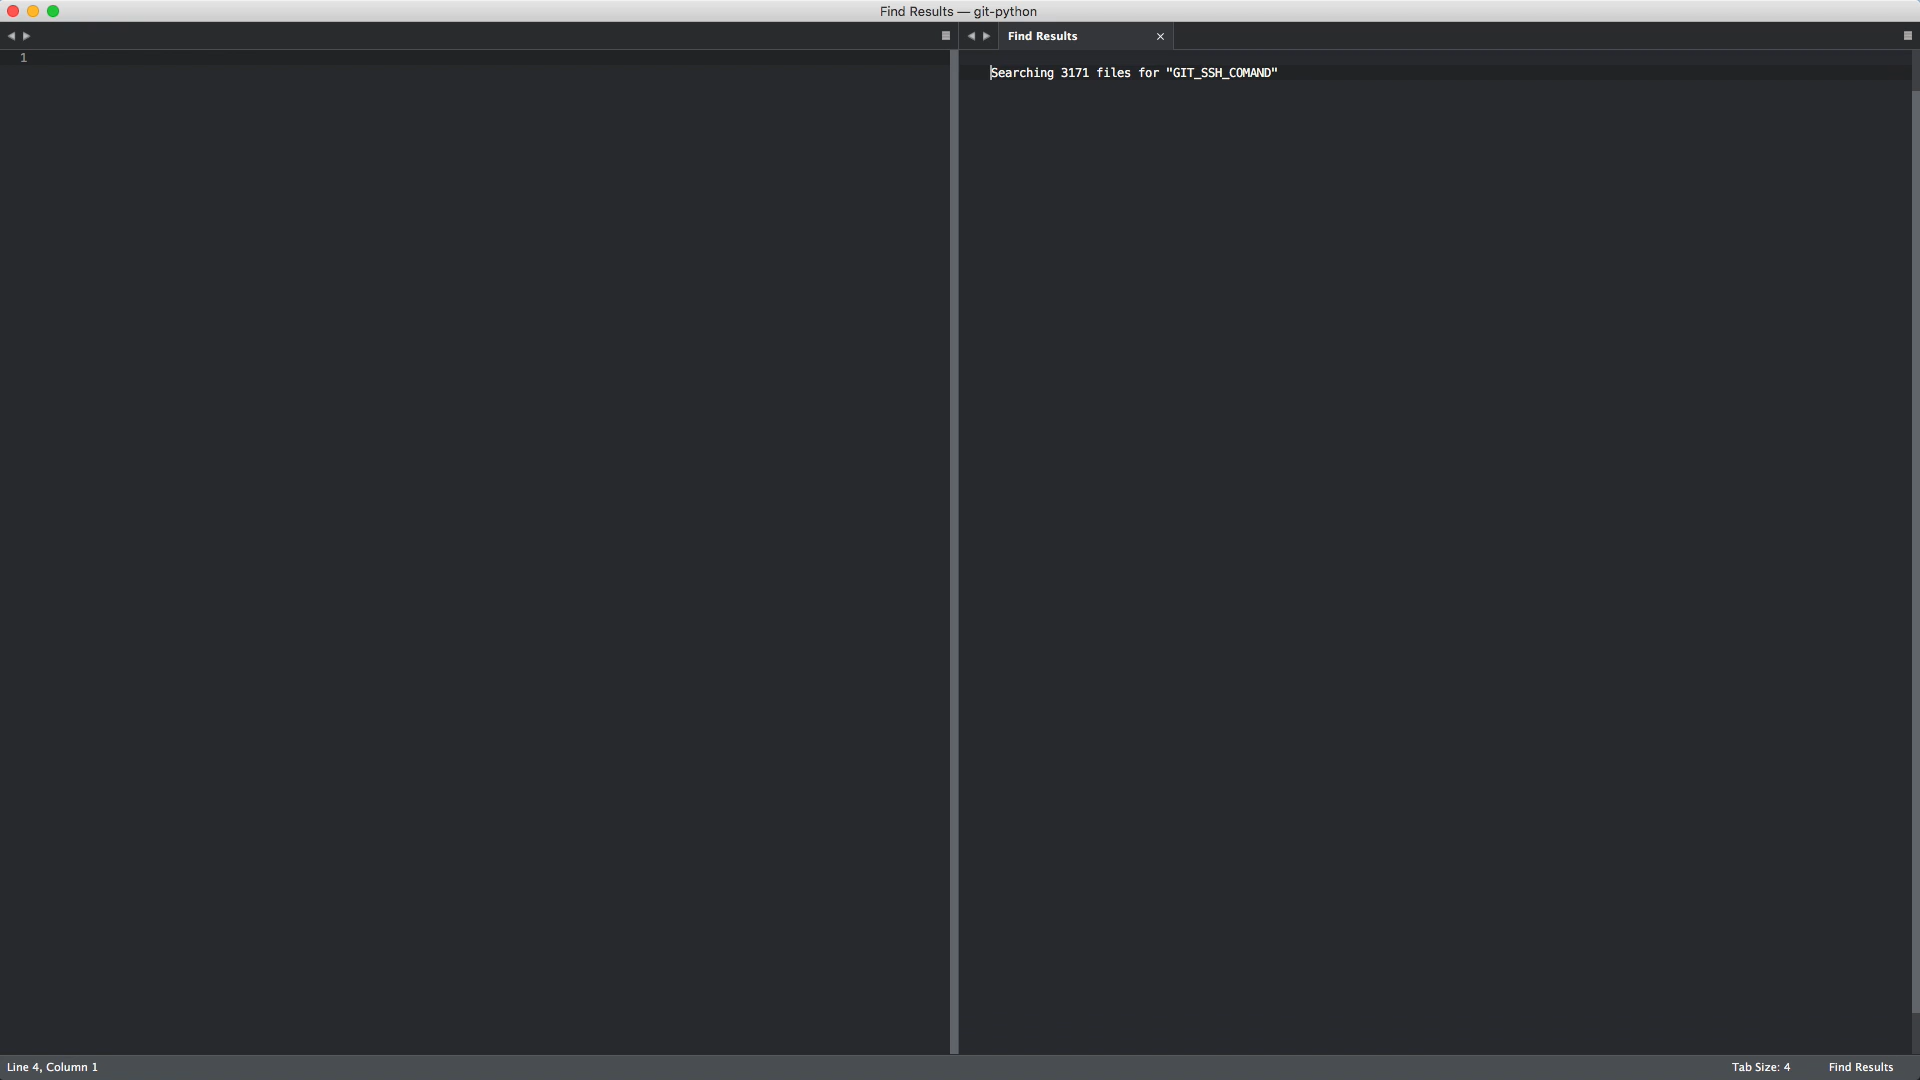 Find Results — git-python
Find Results
1
Searching 3171 files for "GIT_SSH_COMAND"
Line 4, Column 1
Tab Size: 4
Find Results